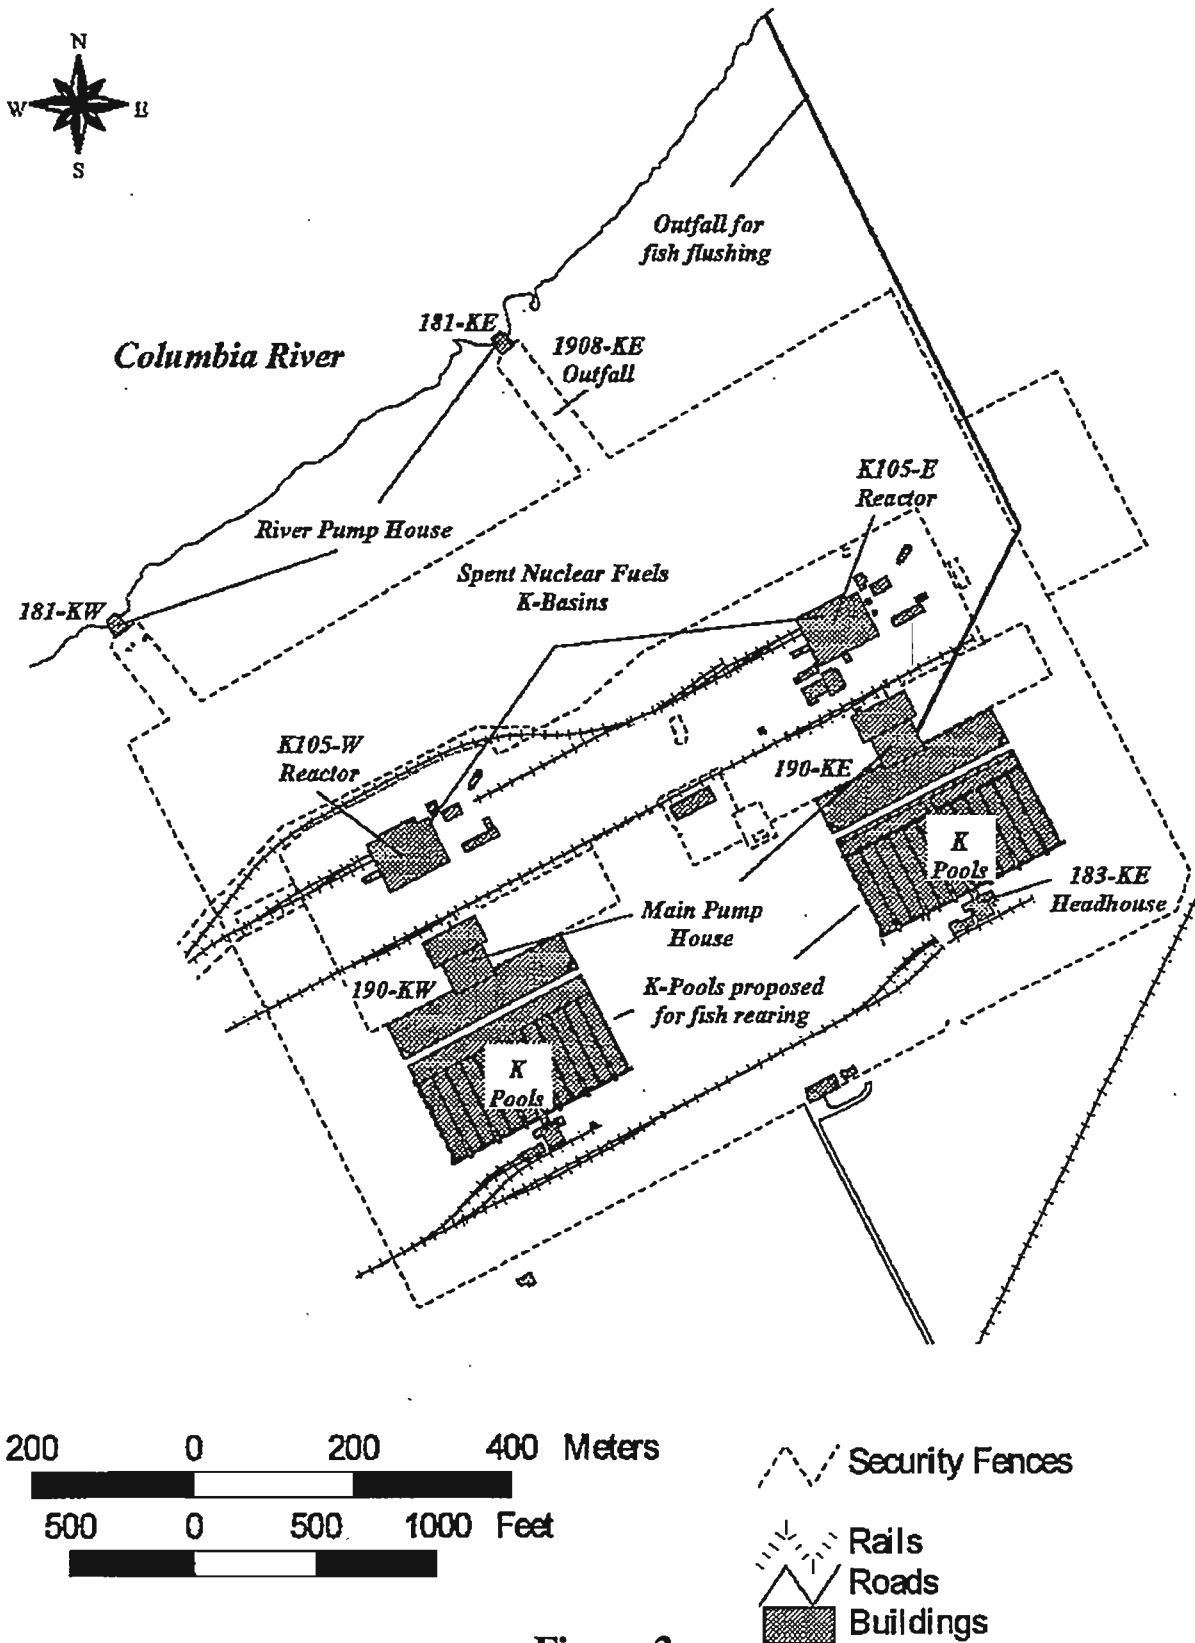 N
W E
S
Outfall for
fish flushing
181-KE
1908-KE
Outfall
Columbia River
K105-E
Reactor
River Pump House
Spent Nuclear Fuels
K-Basins
181-KW
K105-W
Reactor
190-KE
K
Pools
183-KE
Headhouse
Main Pump
House
190-KW
K-Pools proposed
for fish rearing
K
Pools
200 0 200 400 Meters
500 0 500 1000 Feet
Security Fences
Rails
Roads
Buildings